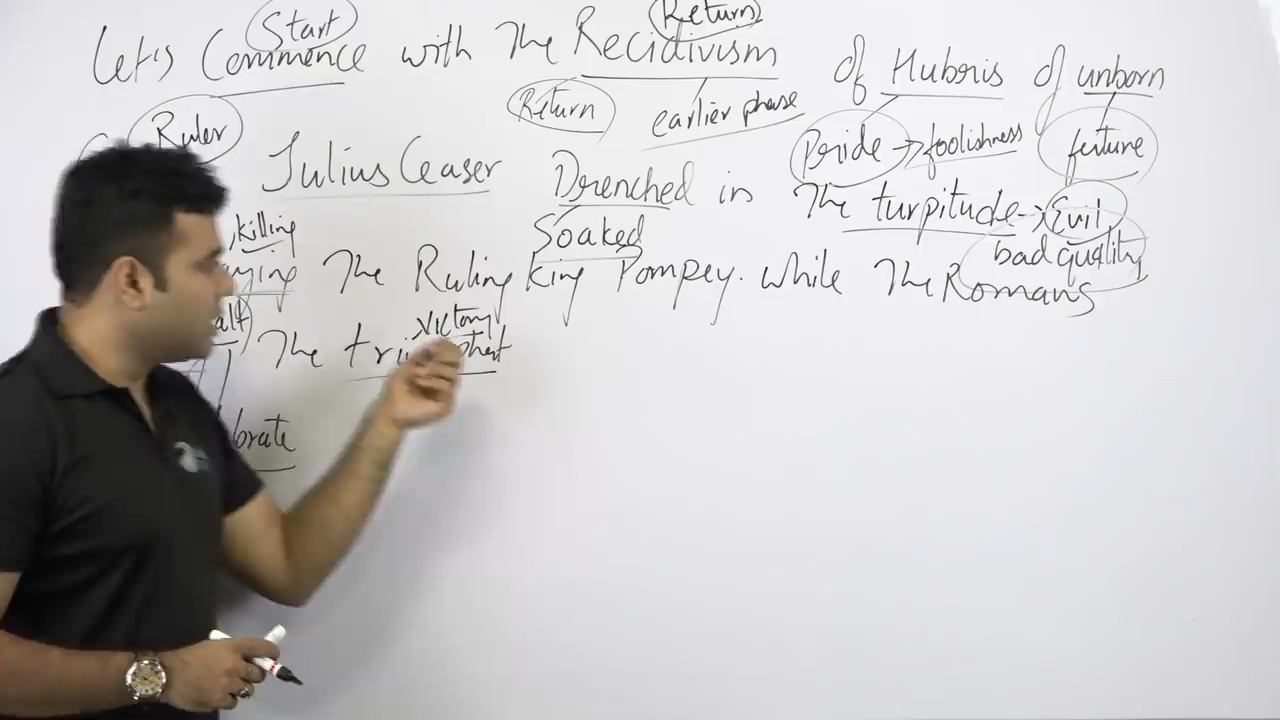 Start Return
Let's Commence with The Recidivism of Hubris of unborn
Ruler Return earlier phase Pride → foolishness future
Julius Ceaser Drenched in The turpitude → Evil
killing Soaked bad quality
The Ruling king Pompey. while The Romans
victory
The
brate